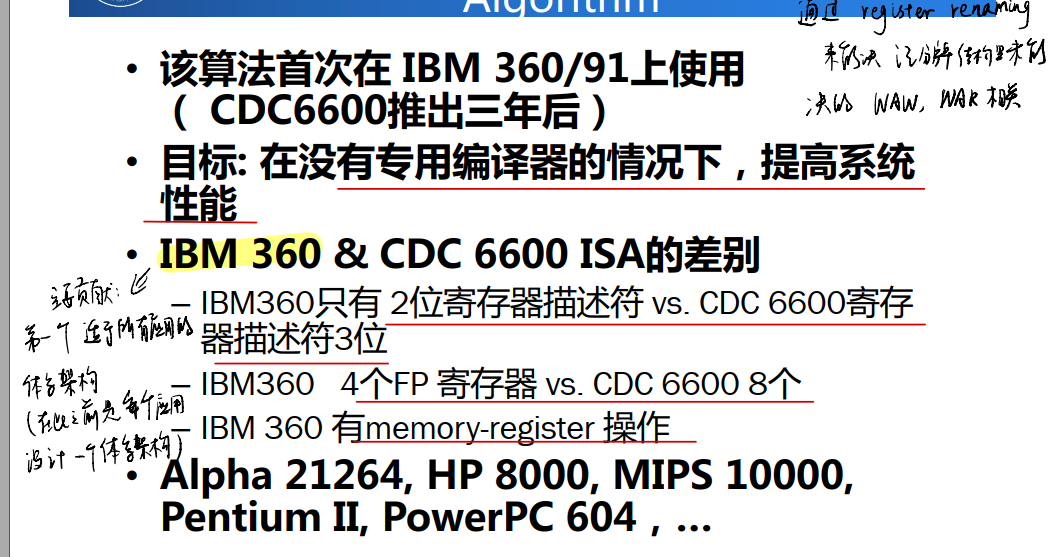 Algorithm
通过 register renaming
来解决 记分牌结构里未解
决的 WAW, WAR 相关
• 该算法首次在 IBM 360/91上使用
（ CDC6600推出三年后 ）
• 目标: 在没有专用编译器的情况下，提高系统
性能
• IBM 360 & CDC 6600 ISA的差别
主要贡献:
第一个 适于所有应用的
体系架构
(在此之前是每个应用
设计一个体系架构)
– IBM360只有 2位寄存器描述符 vs. CDC 6600寄存
器描述符3位
– IBM360 4个FP 寄存器 vs. CDC 6600 8个
– IBM 360 有memory-register 操作
• Alpha 21264, HP 8000, MIPS 10000,
Pentium II, PowerPC 604，…